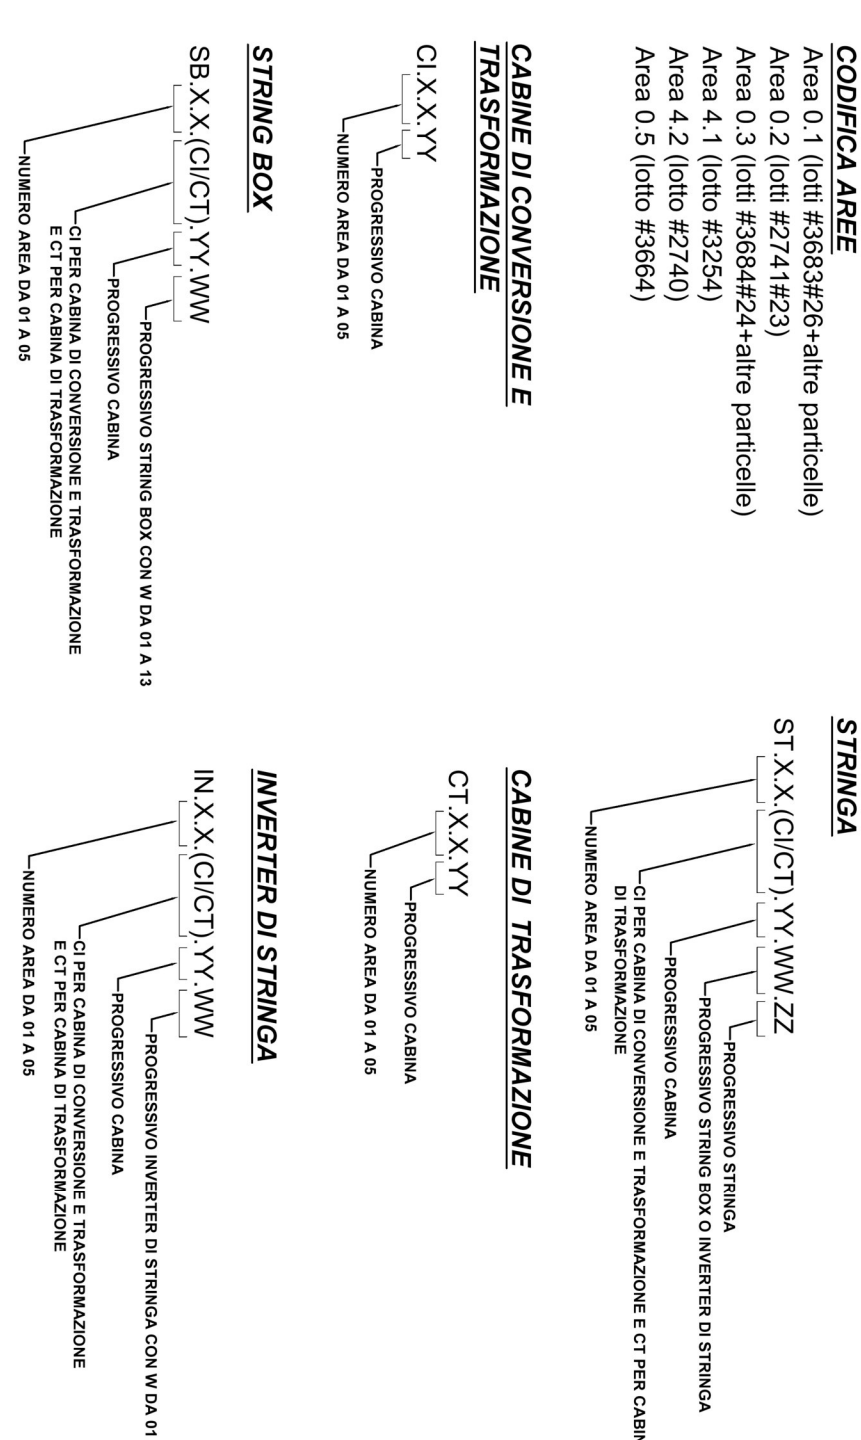 CODIFICA AREE
Area 0.1 (lotti #3683#26+altre particelle)
Area 0.2 (lotti #2741#23)
Area 0.3 (lotti #3684#24+altre particelle)
Area 4.1 (lotto #3254)
Area 4.2 (lotto #2740)
Area 0.5 (lotto #3664)
STRINGA
ST.X.X.(CI/CT).YY.WW.ZZ
PROGRESSIVO STRINGA
PROGRESSIVO STRING BOX O INVERTER DI STRINGA
PROGRESSIVO CABINA
CI PER CABINA DI CONVERSIONE E TRASFORMAZIONE E CT PER CABIN
DI TRASFORMAZIONE
NUMERO AREA DA 01 A 05
CABINE DI CONVERSIONE E
TRASFORMAZIONE
CI.X.X.YY
PROGRESSIVO CABINA
NUMERO AREA DA 01 A 05
CABINE DI TRASFORMAZIONE
CT.X.X.YY
PROGRESSIVO CABINA
NUMERO AREA DA 01 A 05
STRING BOX
SB.X.X.(CI/CT).YY.WW
PROGRESSIVO STRING BOX CON W DA 01 A 13
PROGRESSIVO CABINA
CI PER CABINA DI CONVERSIONE E TRASFORMAZIONE
E CT PER CABINA DI TRASFORMAZIONE
NUMERO AREA DA 01 A 05
INVERTER DI STRINGA
IN.X.X.(CI/CT).YY.WW
PROGRESSIVO INVERTER DI STRINGA CON W DA 01
PROGRESSIVO CABINA
CI PER CABINA DI CONVERSIONE E TRASFORMAZIONE
E CT PER CABINA DI TRASFORMAZIONE
NUMERO AREA DA 01 A 05